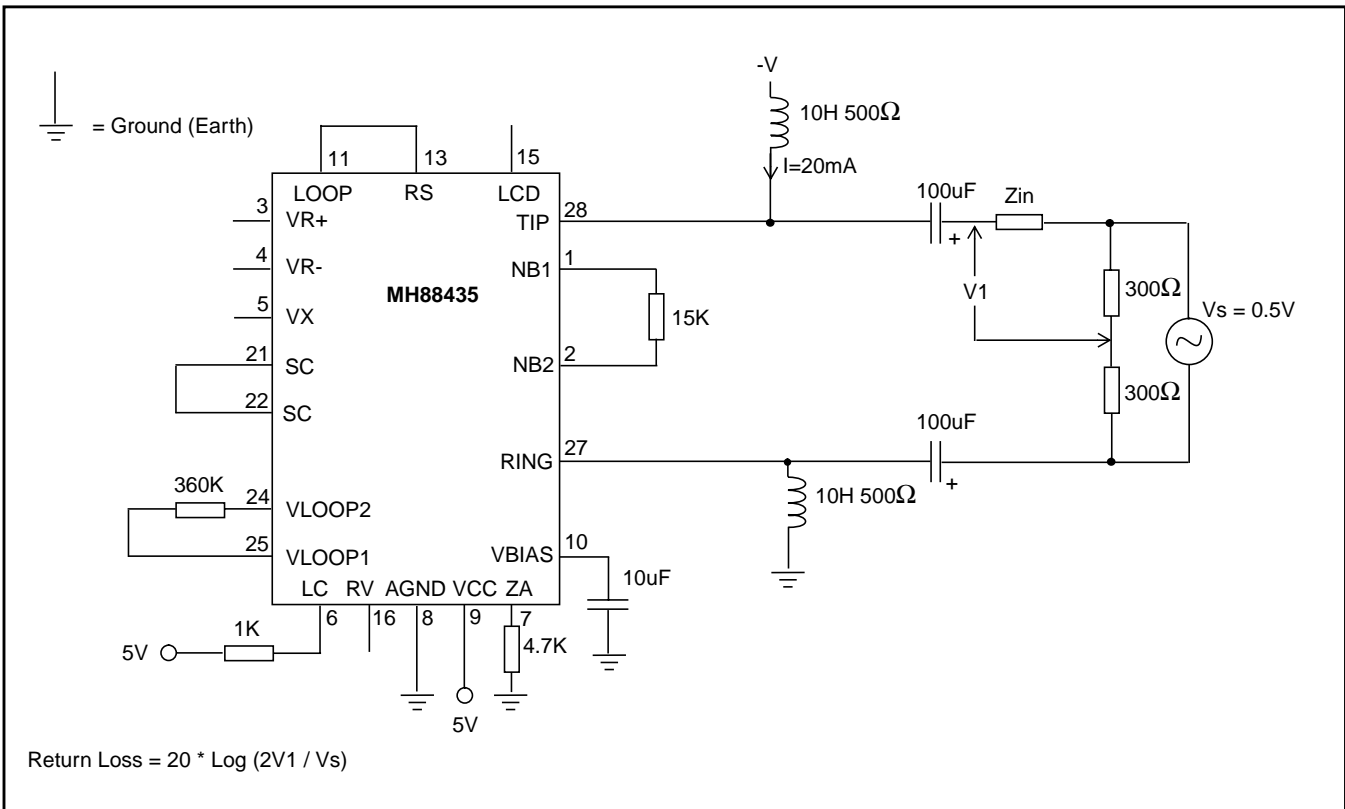 -V
10H 500Ω
= Ground (Earth)
I=20mA
11 13 15
LOOP RS LCD
100uF Zin
3 VR+
TIP 28
+
4 VR-
NB1 1
MH88435
V1
300Ω
Vs = 0.5V
5 VX
15K
21 SC
NB2 2
300Ω
22 SC
100uF
RING 27
+
360K
24 VLOOP2
10H 500Ω
25 VLOOP1
VBIAS 10
10uF
LC RV AGND VCC ZA
6 16 8 9 7
1K
4.7K
5V
5V
Return Loss = 20 * Log (2V1 / Vs)